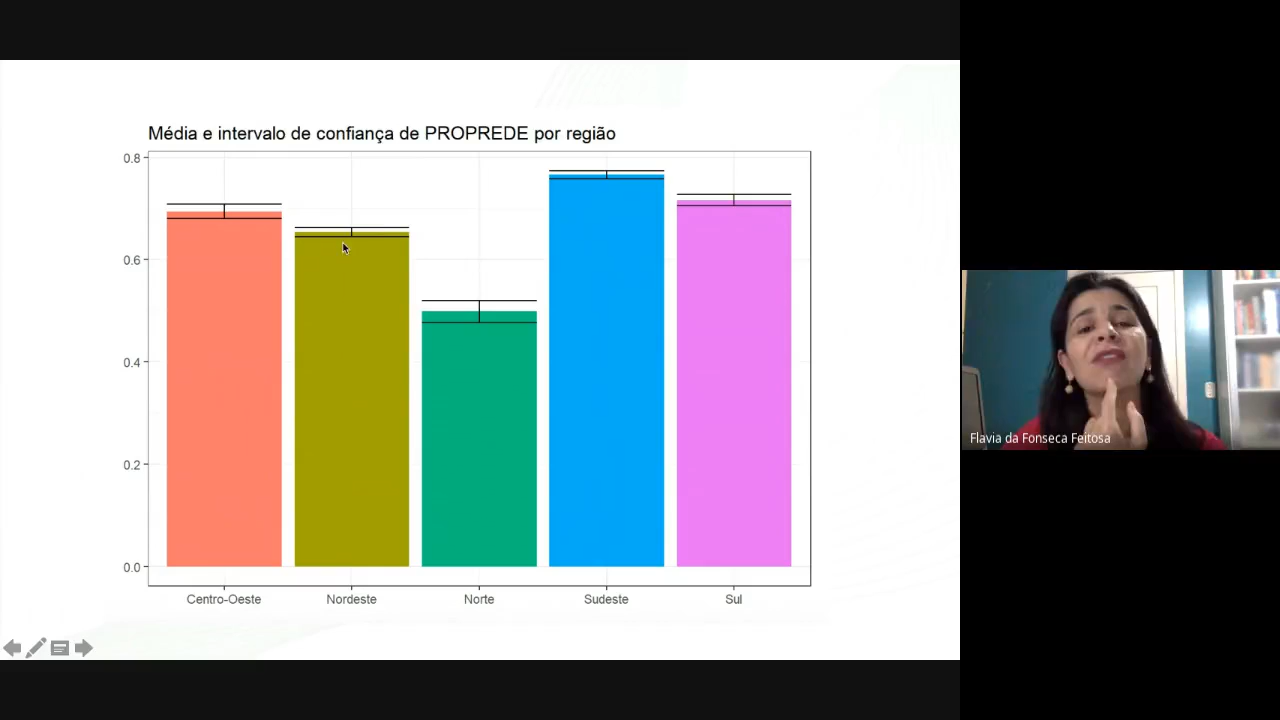 Média e intervalo de confiança de PROPREDE por região
0.8
0.6
0.4
0.2
0.0
Centro-Oeste Nordeste Norte Sudeste Sul
Flavia da Fonseca Feitosa